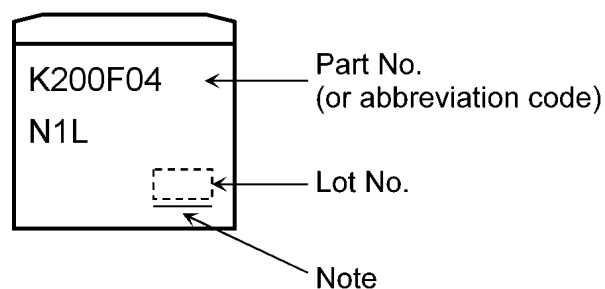 K200F04
N1L
Part No.
(or abbreviation code)
Lot No.
Note